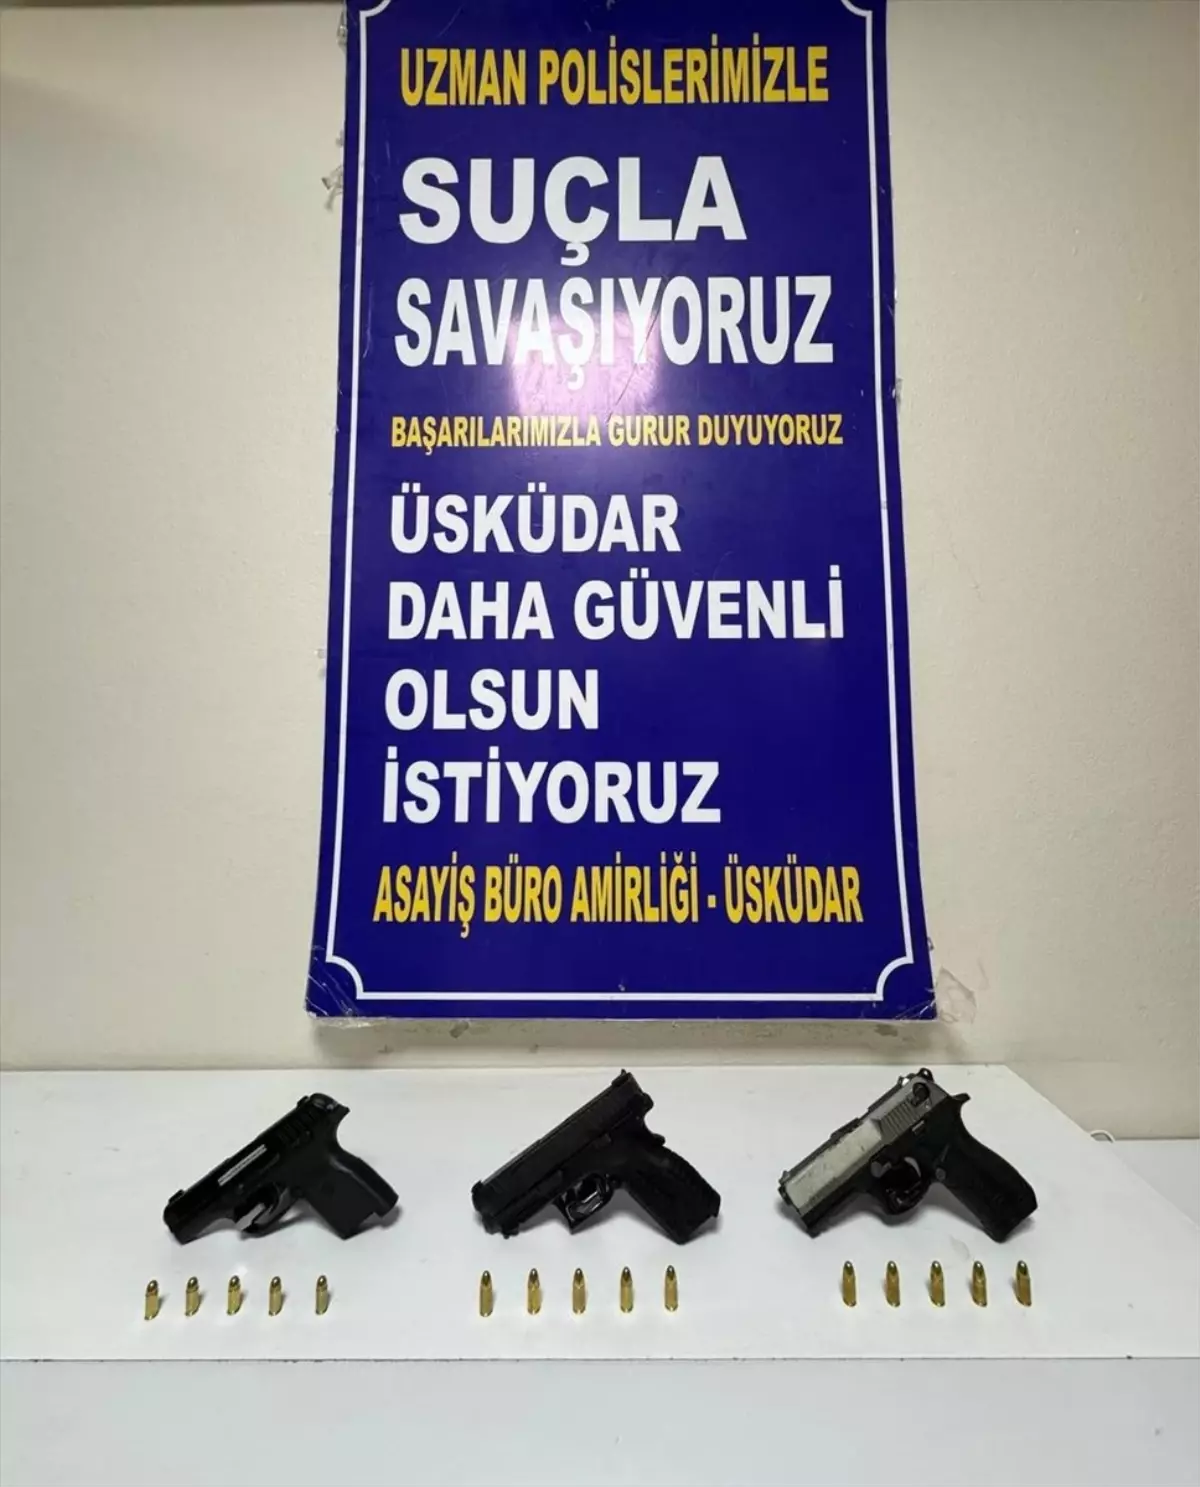 UZMAN POLİSLERİMİZLE
SUÇLA
SAVAŞIYORUZ
BAŞARILARIMIZLA GURUR DUYUYORUZ
ÜSKÜDAR
DAHA GÜVENLİ
OLSUN
İSTİYORUZ
ASAYİŞ BÜRO AMİRLİĞİ - ÜSKÜDAR